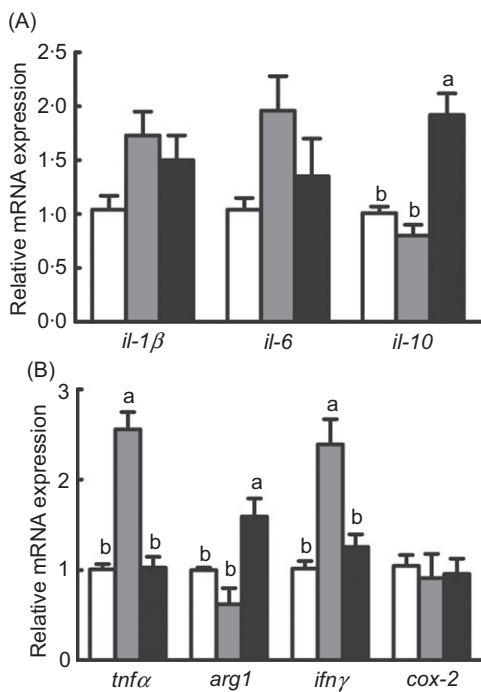 (A)
Relative mRNA expression
2·5
2·0
1·5
1·0
0·5
0·0
a
b
b
il-1β
il-6
il-10
(B)
Relative mRNA expression
3
2
1
0
a
a
a
b
b
b
b
b
b
tnfα
arg1
ifnγ
cox-2